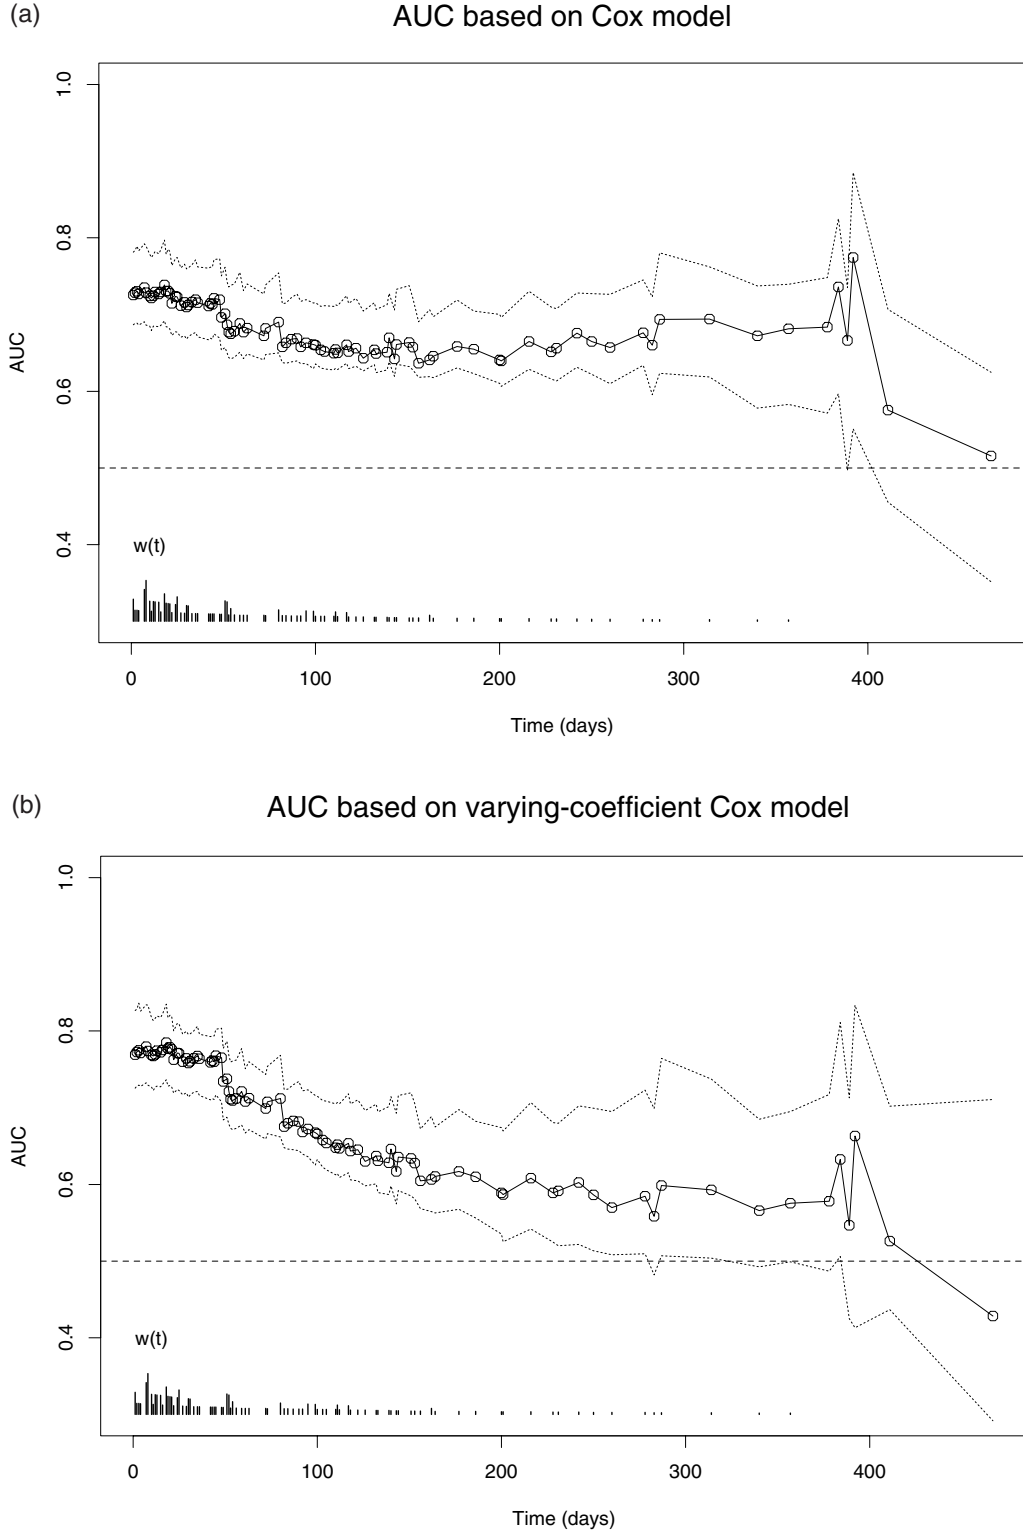 (a)
AUC based on Cox model
1.0
0.8
0.6
0.4
AUC
w(t)
0 100 200 300 400
Time (days)
(b)
AUC based on varying-coefficient Cox model
1.0
0.8
0.6
0.4
AUC
w(t)
0 100 200 300 400
Time (days)